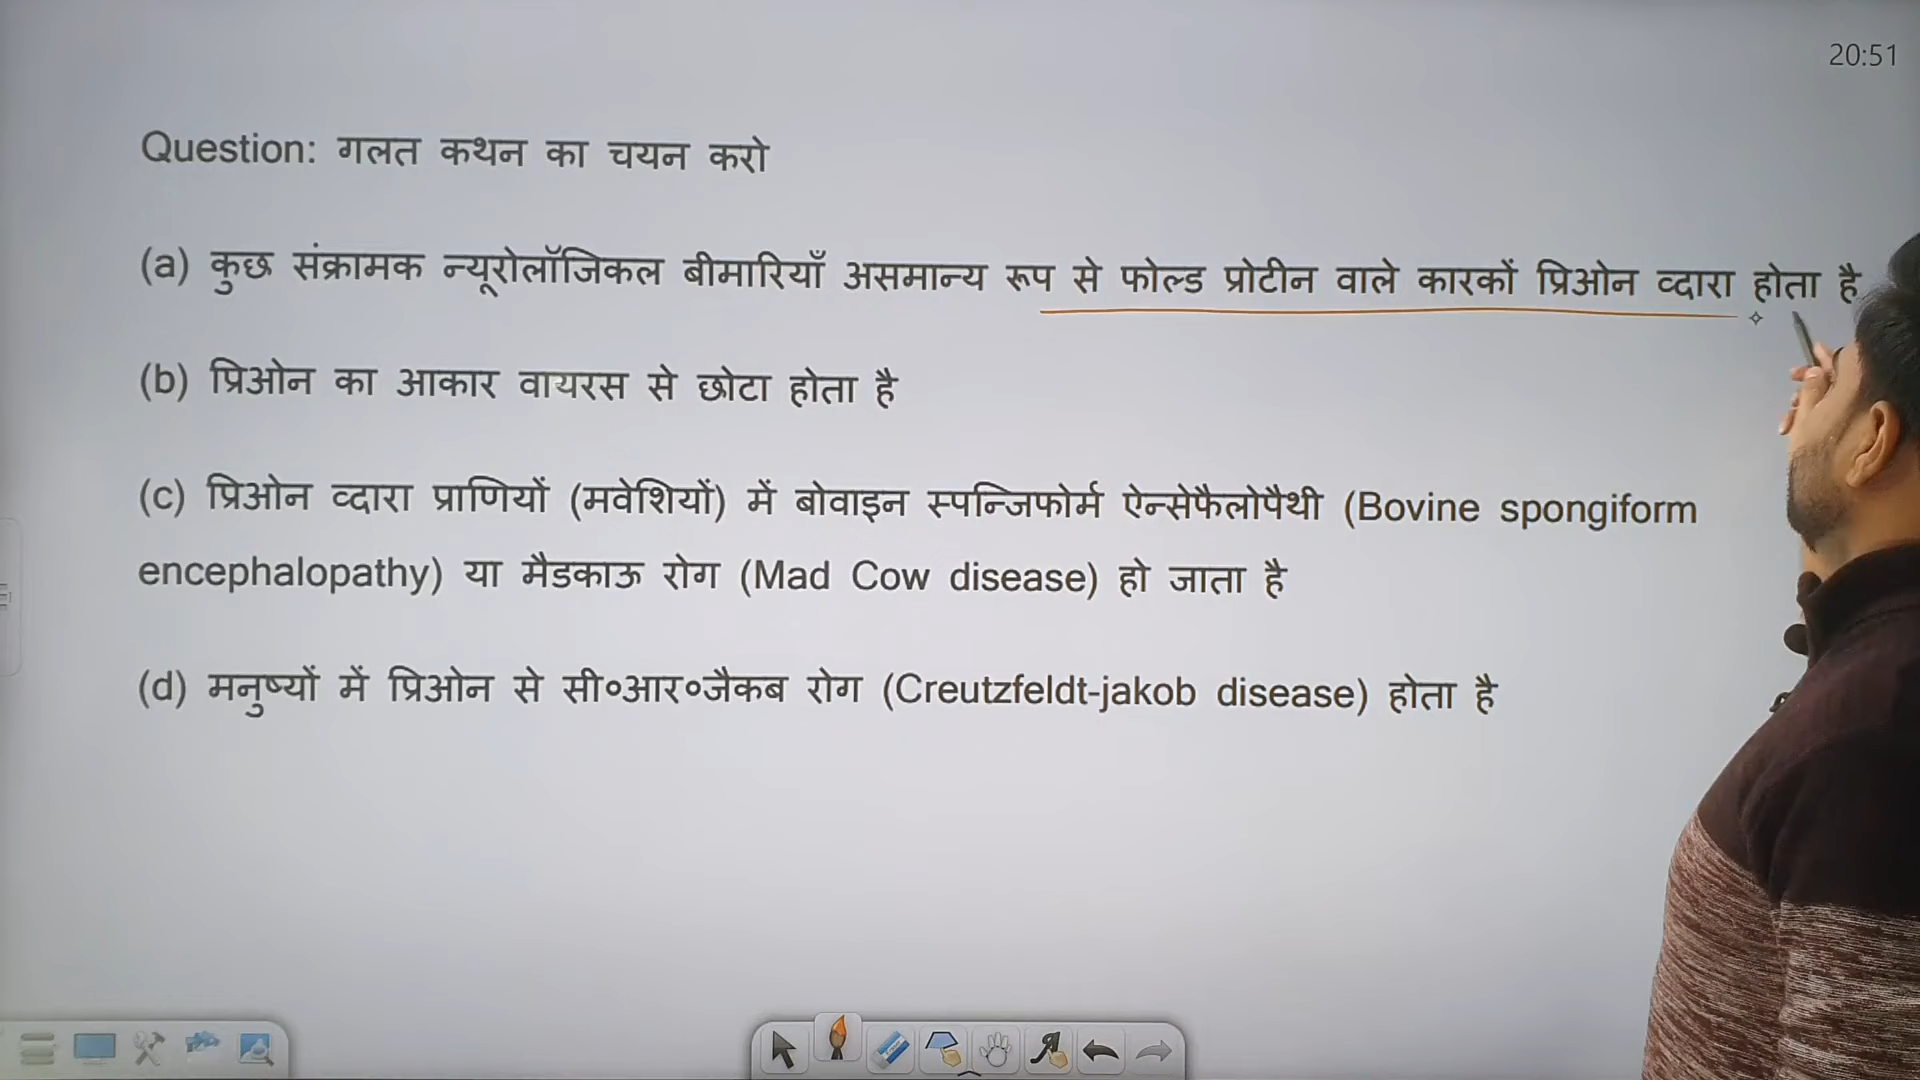 20:51
Question: गलत कथन का चयन करो
(a) कुछ संक्रामक न्यूरोलॉजिकल बीमारियाँ असमान्य रूप से फोल्ड प्रोटीन वाले कारकों प्रिओन व्दारा होता है
(b) प्रिओन का आकार वायरस से छोटा होता है
(c) प्रिओन व्दारा प्राणियों (मवेशियों) में बोवाइन स्पन्जिफोर्म ऐन्सेफैलोपैथी (Bovine spongiform
encephalopathy) या मैडकाऊ रोग (Mad Cow disease) हो जाता है
(d) मनुष्यों में प्रिओन से सी०आर०जैकब रोग (Creutzfeldt-jakob disease) होता है